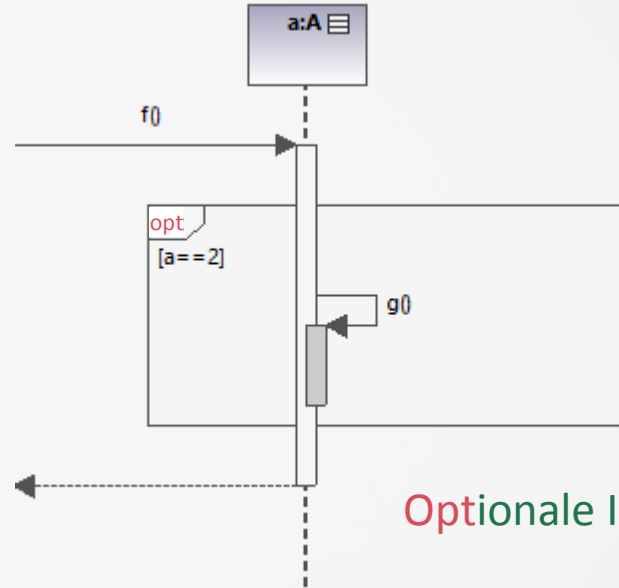 a:A
f()
opt
[a==2]
g()
Optionale I